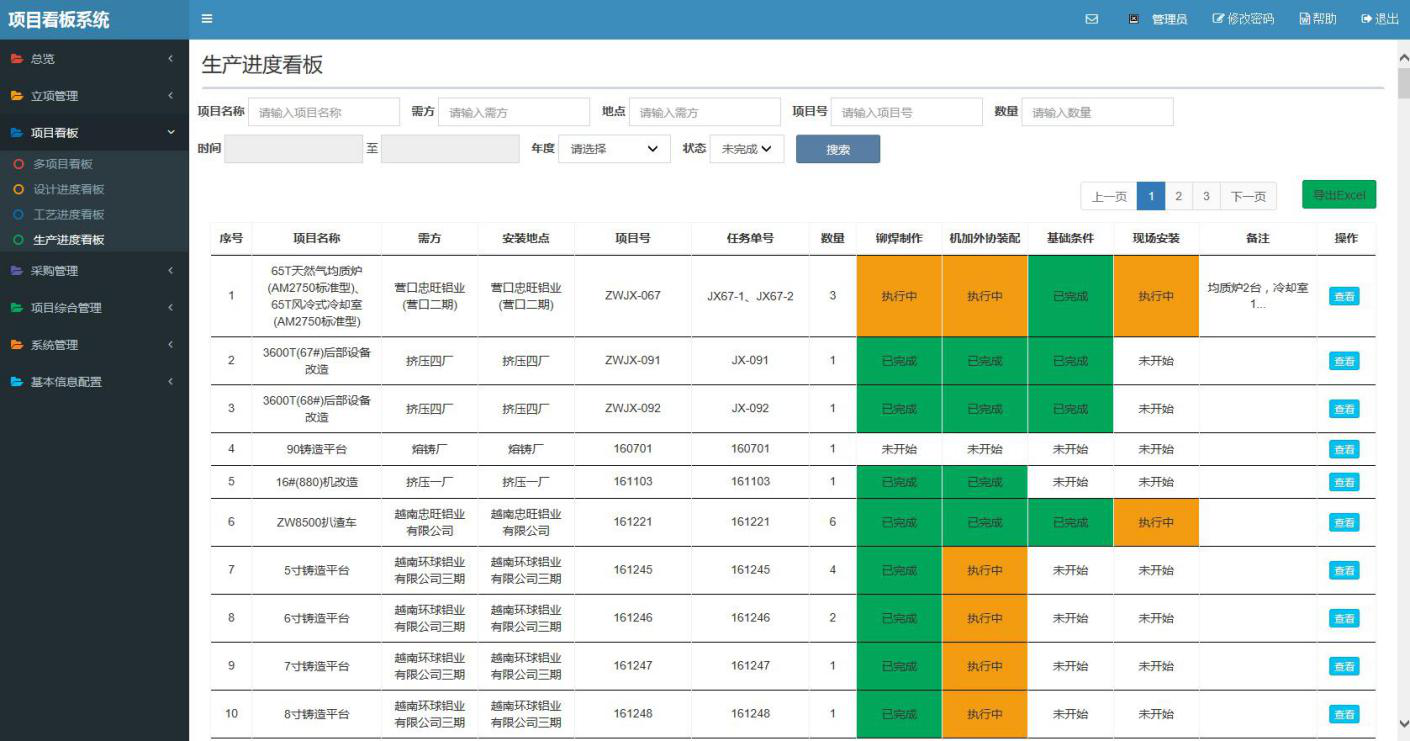 项目看板系统
管理员 修改密码 帮助 退出
总览
立项管理
项目看板
多项目看板
设计进度看板
工艺进度看板
生产进度看板
采购管理
项目综合管理
系统管理
基本信息配置
生产进度看板
项目名称 请输入项目名称 需方 请输入需方 地点 请输入需方 项目号 请输入项目号 数量 请输入数量
时间 至 年度 请选择 状态 未完成 搜索
上一页 1 2 3 下一页 导出Excel
序号 项目名称 需方 安装地点 项目号 任务单号 数量 铆焊制作 机加外协装配 基础条件 现场安装 备注 操作
1 65T天然气均质炉
(AM2750标准型)、
65T风冷式冷却室
(AM2750标准型) 营口忠旺铝业
(营口二期) 营口忠旺铝业
(营口二期) ZWJX-067 JX67-1、JX67-2 3 执行中 执行中 已完成 执行中 均质炉2台，冷却室
1... 查看
2 3600T(67#)后部设备
改造 挤压四厂 挤压四厂 ZWJX-091 JX-091 1 已完成 已完成 已完成 未开始 查看
3 3600T(68#)后部设备
改造 挤压四厂 挤压四厂 ZWJX-092 JX-092 1 已完成 已完成 已完成 未开始 查看
4 90铸造平台 熔铸厂 熔铸厂 160701 160701 1 未开始 未开始 未开始 未开始 查看
5 16#(880)机改造 挤压一厂 挤压一厂 161103 161103 1 已完成 已完成 未开始 未开始 查看
6 ZW8500扒渣车 越南忠旺铝业
有限公司 越南忠旺铝业
有限公司 161221 161221 6 已完成 已完成 已完成 执行中 查看
7 5寸铸造平台 越南环球铝业
有限公司三期 越南环球铝业
有限公司三期 161245 161245 4 已完成 执行中 未开始 未开始 查看
8 6寸铸造平台 越南环球铝业
有限公司三期 越南环球铝业
有限公司三期 161246 161246 2 已完成 执行中 未开始 未开始 查看
9 7寸铸造平台 越南环球铝业
有限公司三期 越南环球铝业
有限公司三期 161247 161247 1 已完成 执行中 未开始 未开始 查看
10 8寸铸造平台 越南环球铝业
有限公司三期 越南环球铝业
有限公司三期 161248 161248 1 已完成 执行中 未开始 未开始 查看